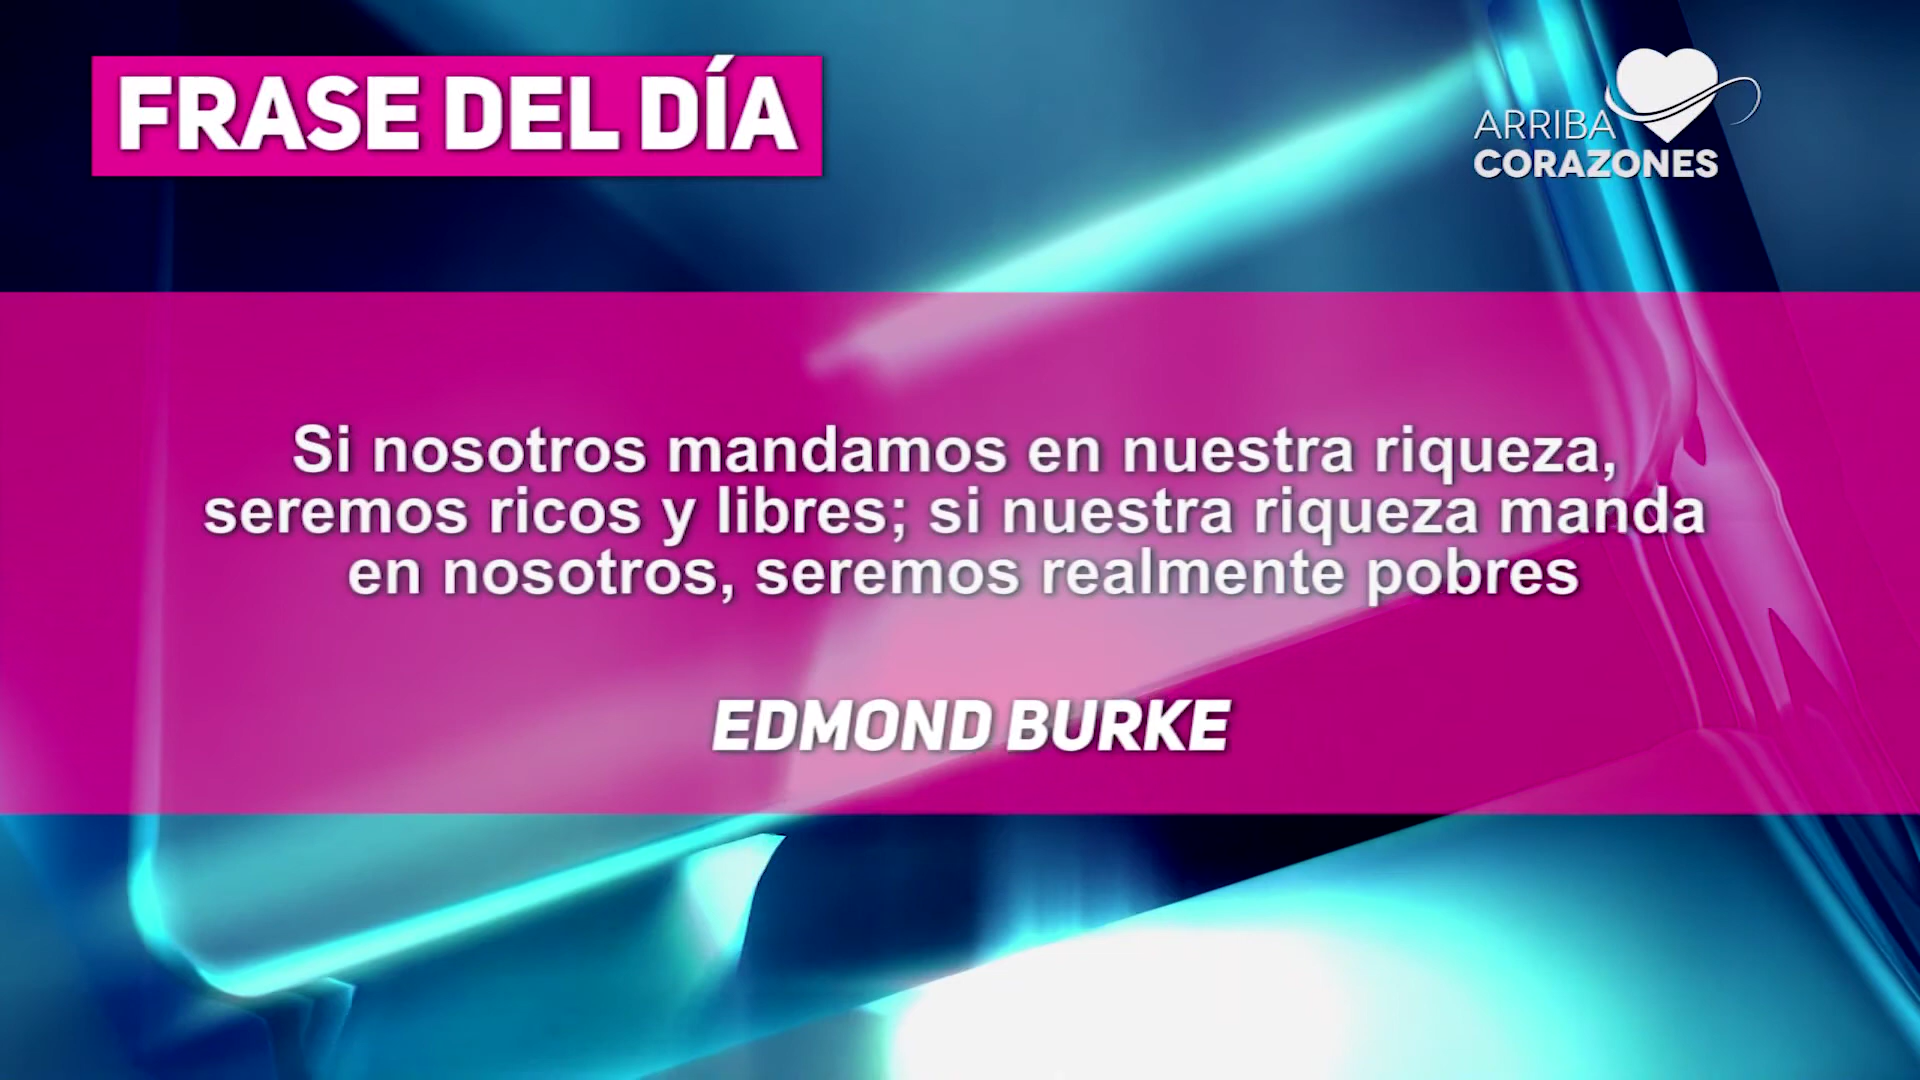 FRASE DEL DÍA
ARRIBA
CORAZONES
Si nosotros mandamos en nuestra riqueza,
seremos ricos y libres; si nuestra riqueza manda
en nosotros, seremos realmente pobres
EDMOND BURKE